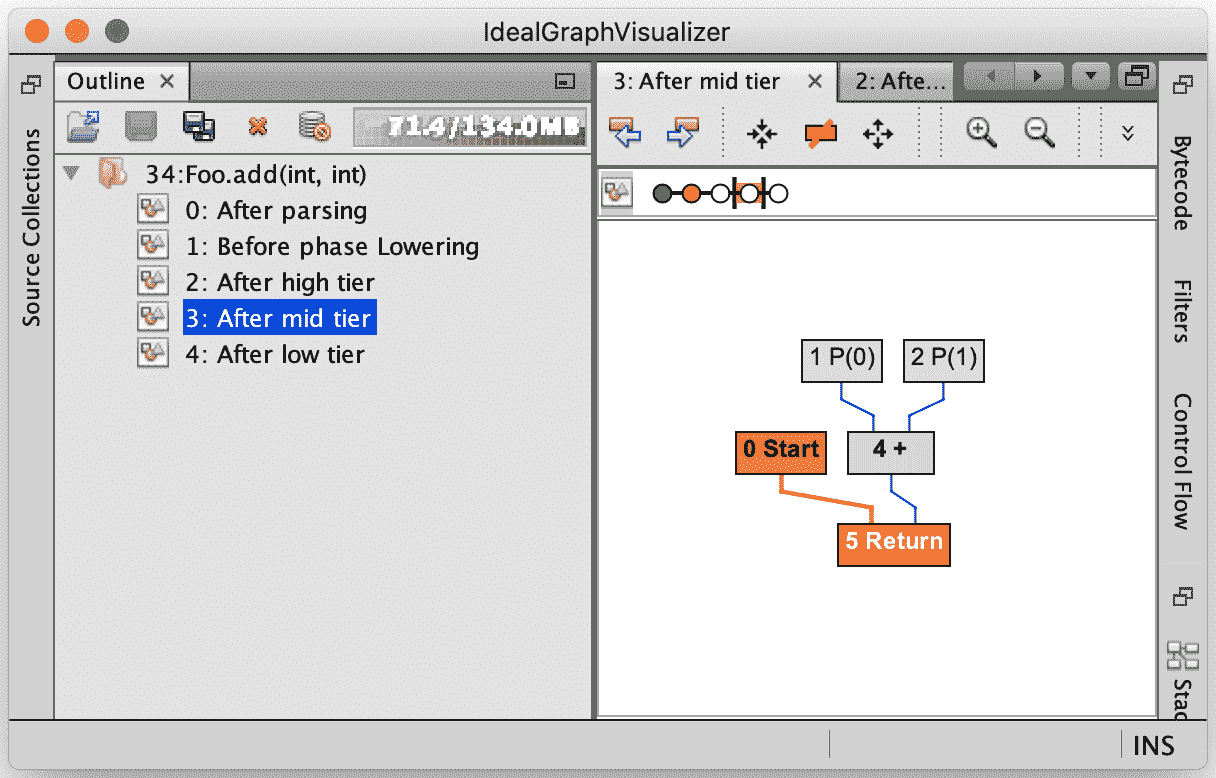 IdealGraphVisualizer
Source Collections
Outline
71.4/134.0MB
34:Foo.add(int, int)
0: After parsing
1: Before phase Lowering
2: After high tier
3: After mid tier
4: After low tier
3: After mid tier
2: Afte...
1 P(0)
2 P(1)
0 Start
4 +
5 Return
Bytecode
Filters
Control Flow
Stac
INS